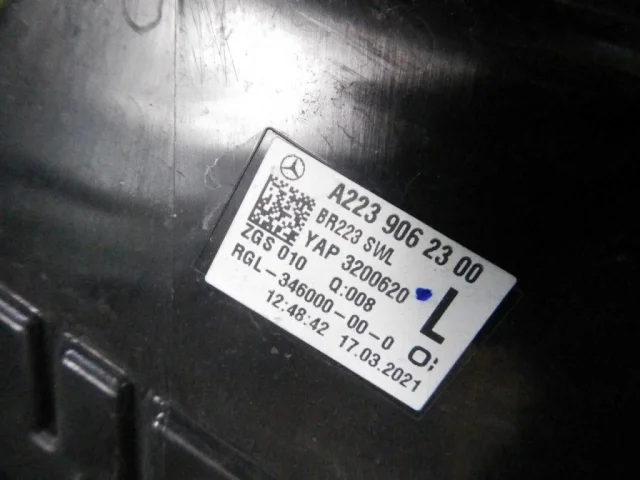 A223 906 23 00
BR223 SWL
YAP 3200620
ZGS 010 Q:008
L
RGL-346000-00-0
12:48:42 17.03.2021